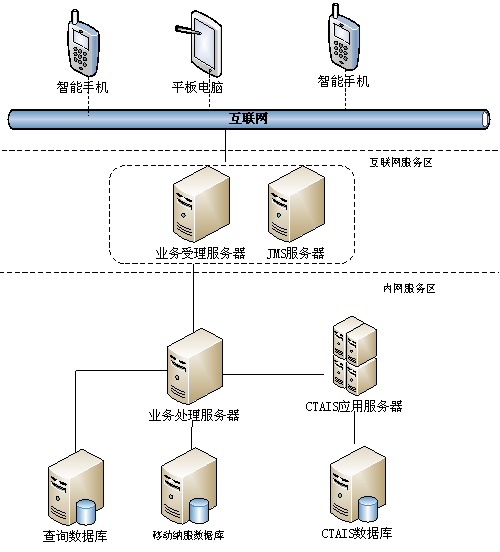 智能手机
平板电脑
智能手机
互联网
互联网服务区
业务受理服务器
JMS服务器
内网服务区
业务处理服务器
CTAIS应用服务器
查询数据库
移动纳服数据库
CTAIS数据库